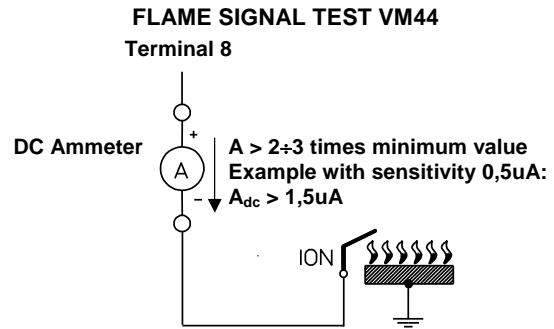 FLAME SIGNAL TEST VM44
Terminal 8
+
DC Ammeter
A
A > 2÷3 times minimum value
Example with sensitivity 0,5uA:
Adc > 1,5uA
–
ION